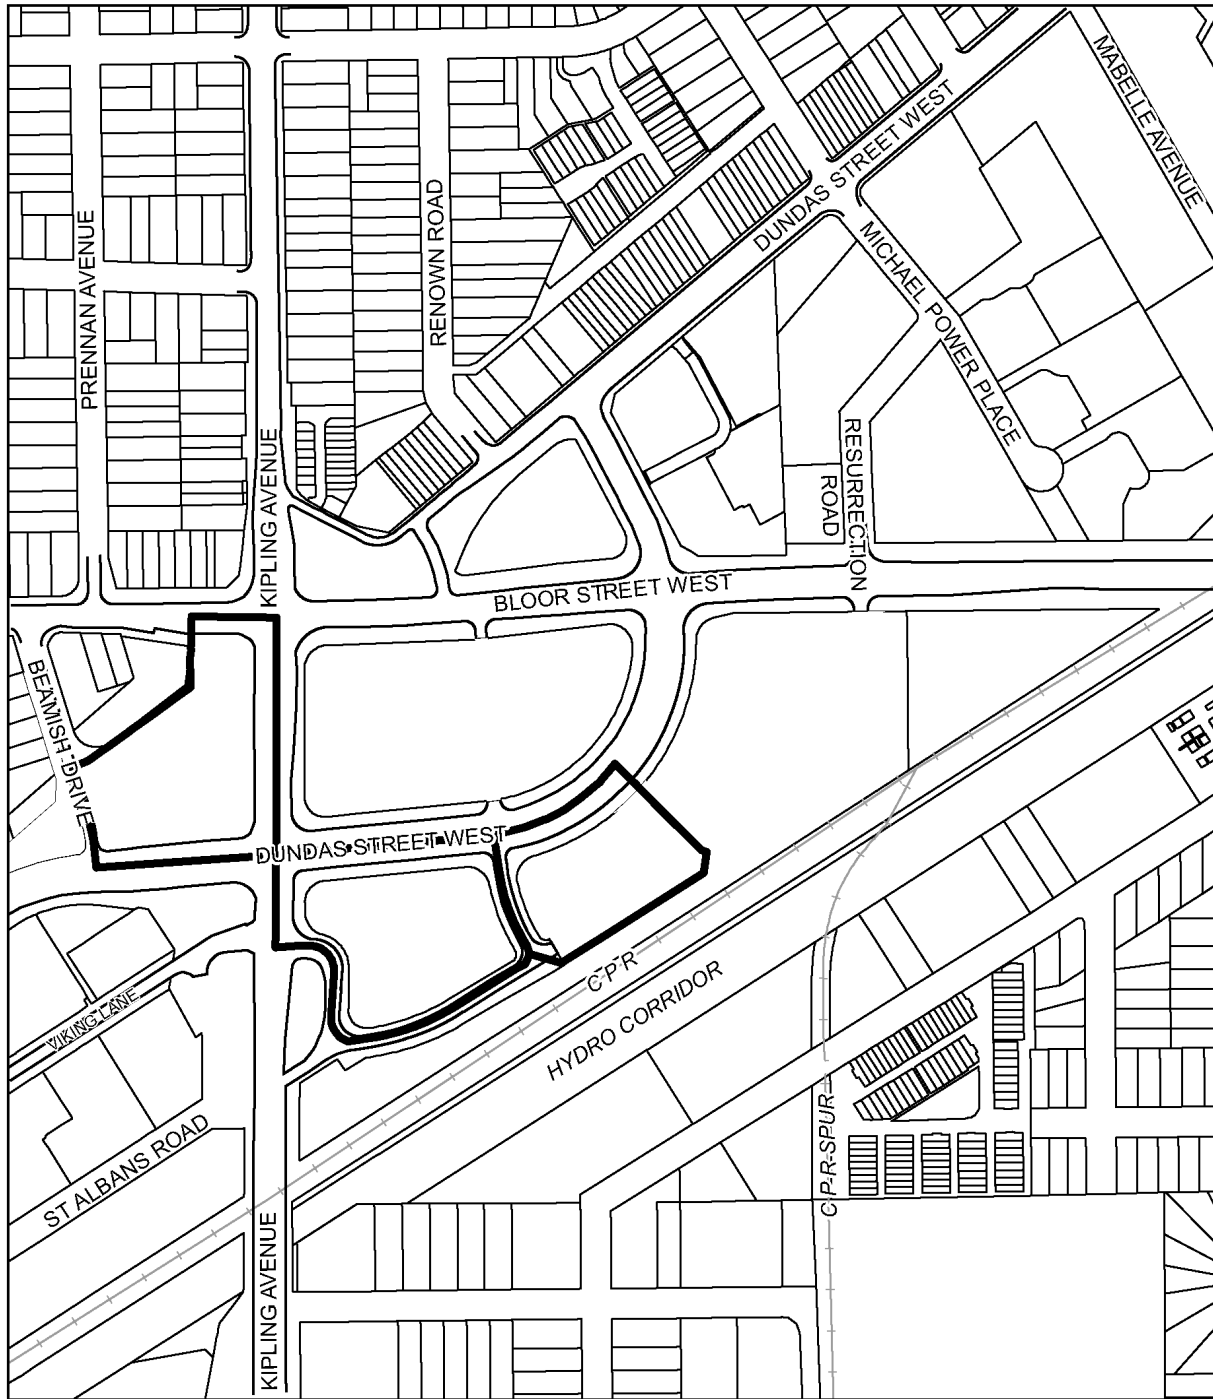 MABELLE AVENUE
DUNDAS STREET WEST
PRENNAN AVENUE
RENOWN ROAD
MICHAEL POWER PLACE
KIPLING AVENUE
RESURRECTION
ROAD
BLOOR STREET WEST
BEAMISH DRIVE
DUNDAS STREET WEST
C P R
HYDRO CORRIDOR
VIKING LANE
ST ALBANS ROAD
C P R SPUR
KIPLING AVENUE